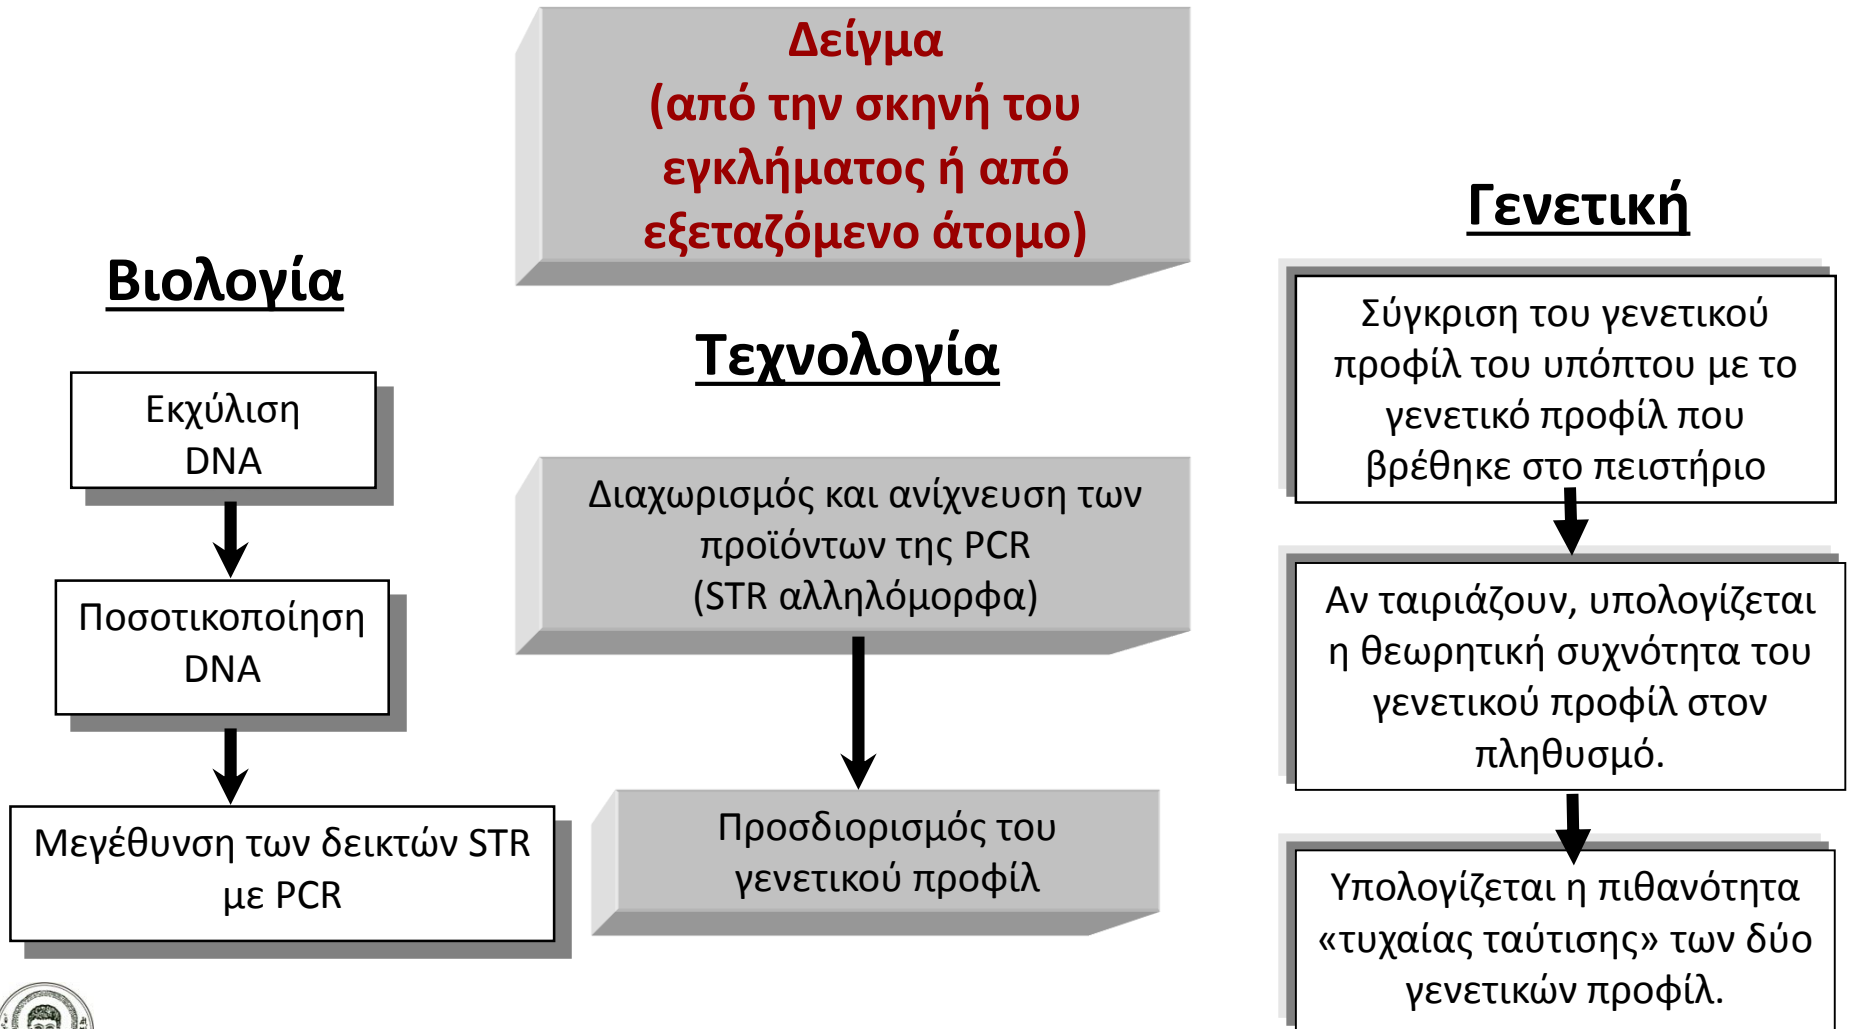 Δείγμα
(από την σκηνή του
εγκλήματος ή από
εξεταζόμενο άτομο)
Βιολογία
Εκχύλιση
DNA
Ποσοτικοποίηση
DNA
Μεγέθυνση των δεικτών STR
με PCR
Τεχνολογία
Διαχωρισμός και ανίχνευση των
προϊόντων της PCR
(STR αλληλόμορφα)
Προσδιορισμός του
γενετικού προφίλ
Γενετική
Σύγκριση του γενετικού
προφίλ του υπόπτου με το
γενετικό προφίλ που
βρέθηκε στο πειστήριο
Αν ταιριάζουν, υπολογίζεται
η θεωρητική συχνότητα του
γενετικού προφίλ στον
πληθυσμό.
Υπολογίζεται η πιθανότητα
«τυχαίας ταύτισης» των δύο
γενετικών προφίλ.